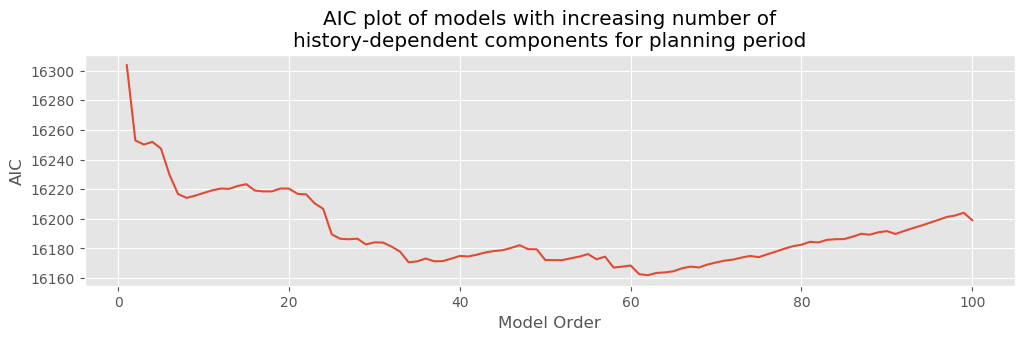 AIC plot of models with increasing number of
history-dependent components for planning period
16300
16280
16260
16240
16220
16200
16180
16160
AIC
0 20 40 60 80 100
Model Order